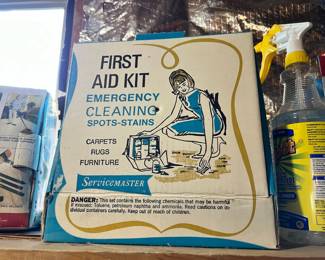 FIRST
AID KIT
EMERGENCY
CLEANING
SPOTS-STAINS
CARPETS
RUGS
FURNITURE
SERVICEMASTER
DANGER: This set contains the following chemicals that may be harmful
if misused: Toluene, petroleum naphtha and ammonia. Read cautions on in-
dividual containers carefully. Keep out of reach of children.